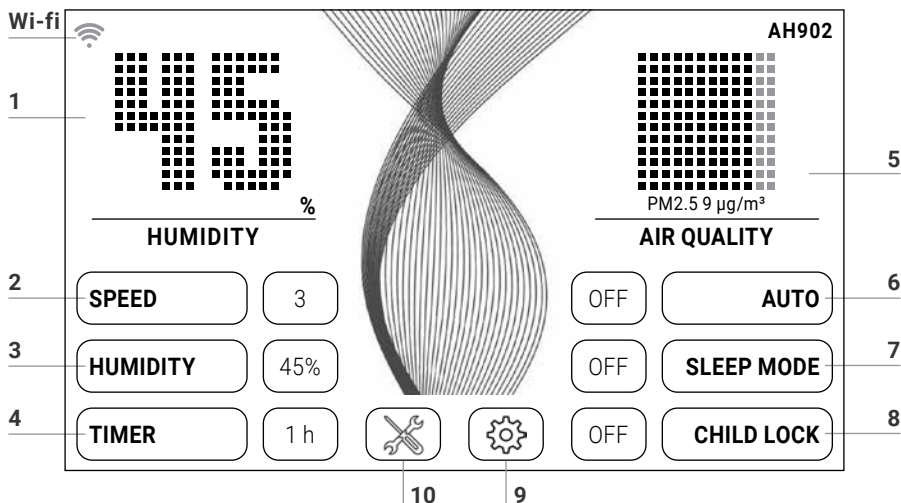 Wi-fi
AH902
1
45
%
HUMIDITY
5
PM2.5 9 µg/m³
AIR QUALITY
2
SPEED
3
OFF
AUTO
6
3
HUMIDITY
45%
OFF
SLEEP MODE
7
4
TIMER
1 h
OFF
CHILD LOCK
8
10
9